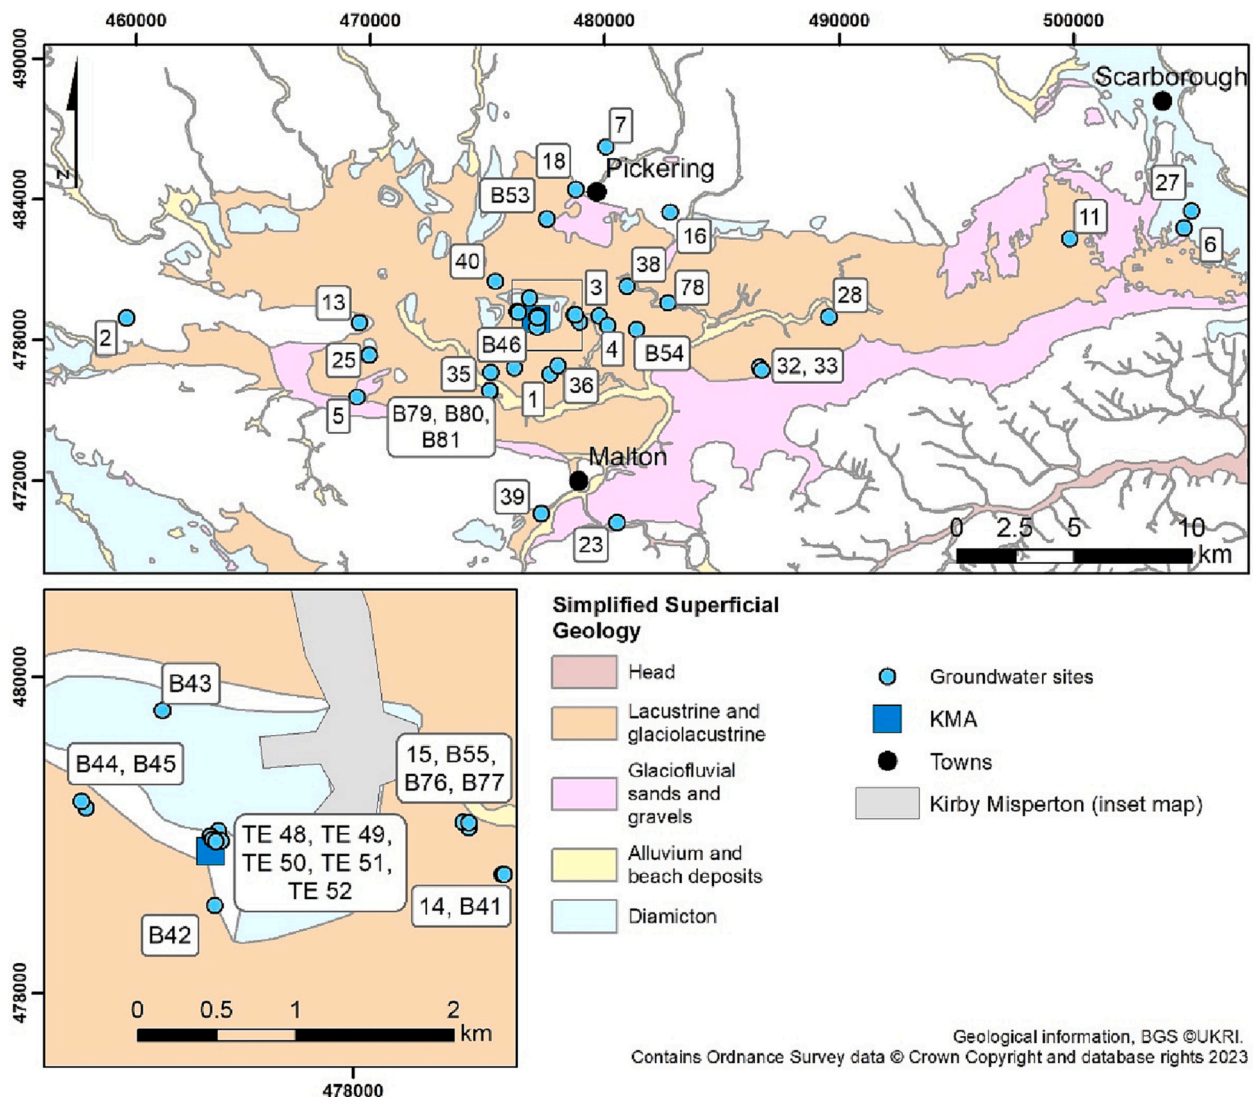 460000
470000
480000
490000
500000
490000
484000
478000
472000
N
Scarborough
7
18
Pickering
B53
27
16
11
6
40
38
3
78
28
13
2
B46
4
B54
25
35
36
32, 33
1
5
B79, B80,
B81
Malton
39
23
0
2.5
5
10
km
480000
478000
B43
B44, B45
15, B55,
B76, B77
TE 48, TE 49,
TE 50, TE 51,
TE 52
14, B41
B42
0
0.5
1
2
km
478000
Simplified Superficial
Geology
Head
Lacustrine and
glaciolacustrine
Glaciofluvial
sands and
gravels
Alluvium and
beach deposits
Diamicton
Groundwater sites
KMA
Towns
Kirby Misperton (inset map)
Geological information, BGS ©UKRI.
Contains Ordnance Survey data © Crown Copyright and database rights 2023